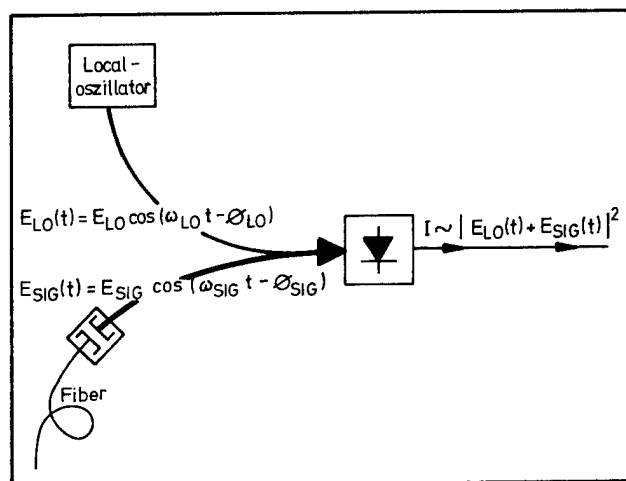 Local-
oszillator
E_LO(t) = E_LO cos(ω_LO t - Ø_LO)
I ~ | E_LO(t) + E_SIG(t) |²
E_SIG(t) = E_SIG cos (ω_SIG t - Ø_SIG)
Fiber